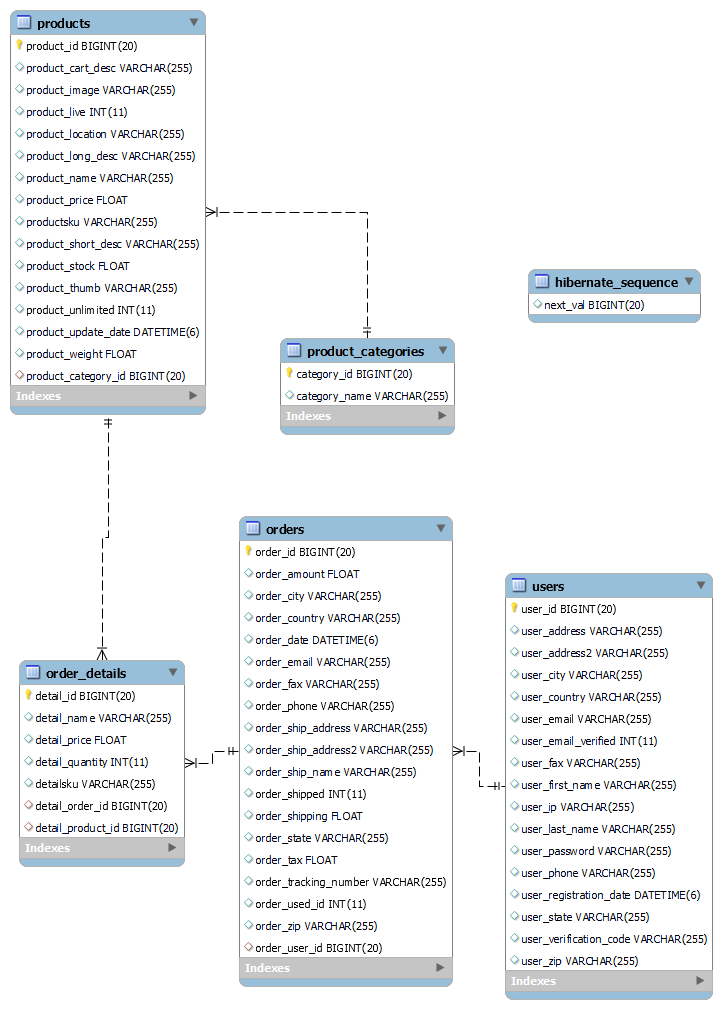 products
product_id BIGINT(20)
product_cart_desc VARCHAR(255)
product_image VARCHAR(255)
product_live INT(11)
product_location VARCHAR(255)
product_long_desc VARCHAR(255)
product_name VARCHAR(255)
product_price FLOAT
productsku VARCHAR(255)
product_short_desc VARCHAR(255)
product_stock FLOAT
product_thumb VARCHAR(255)
product_unlimited INT(11)
product_update_date DATETIME(6)
product_weight FLOAT
product_category_id BIGINT(20)
Indexes
hibernate_sequence
next_val BIGINT(20)
product_categories
category_id BIGINT(20)
category_name VARCHAR(255)
Indexes
order_details
detail_id BIGINT(20)
detail_name VARCHAR(255)
detail_price FLOAT
detail_quantity INT(11)
detailsku VARCHAR(255)
detail_order_id BIGINT(20)
detail_product_id BIGINT(20)
Indexes
orders
order_id BIGINT(20)
order_amount FLOAT
order_city VARCHAR(255)
order_country VARCHAR(255)
order_date DATETIME(6)
order_email VARCHAR(255)
order_fax VARCHAR(255)
order_phone VARCHAR(255)
order_ship_address VARCHAR(255)
order_ship_address2 VARCHAR(255)
order_ship_name VARCHAR(255)
order_shipped INT(11)
order_shipping FLOAT
order_state VARCHAR(255)
order_tax FLOAT
order_tracking_number VARCHAR(255)
order_used_id INT(11)
order_zip VARCHAR(255)
order_user_id BIGINT(20)
Indexes
users
user_id BIGINT(20)
user_address VARCHAR(255)
user_address2 VARCHAR(255)
user_city VARCHAR(255)
user_country VARCHAR(255)
user_email VARCHAR(255)
user_email_verified INT(11)
user_fax VARCHAR(255)
user_first_name VARCHAR(255)
user_ip VARCHAR(255)
user_last_name VARCHAR(255)
user_password VARCHAR(255)
user_phone VARCHAR(255)
user_registration_date DATETIME(6)
user_state VARCHAR(255)
user_verification_code VARCHAR(255)
user_zip VARCHAR(255)
Indexes